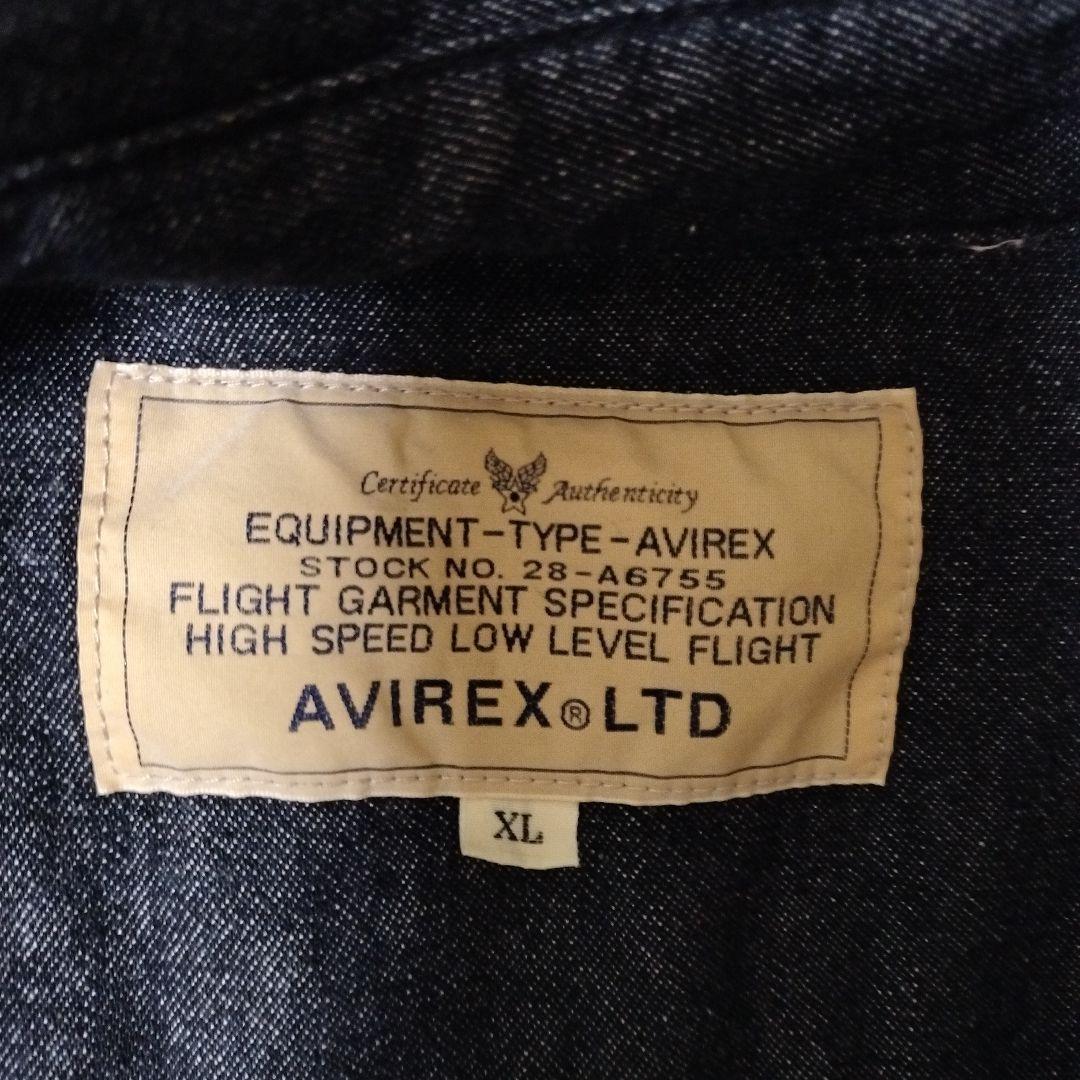 Certificate Authenticity
EQUIPMENT-TYPE-AVIREX
STOCK NO. 28-A6755
FLIGHT GARMENT SPECIFICATION
HIGH SPEED LOW LEVEL FLIGHT
AVIREX® LTD
XL